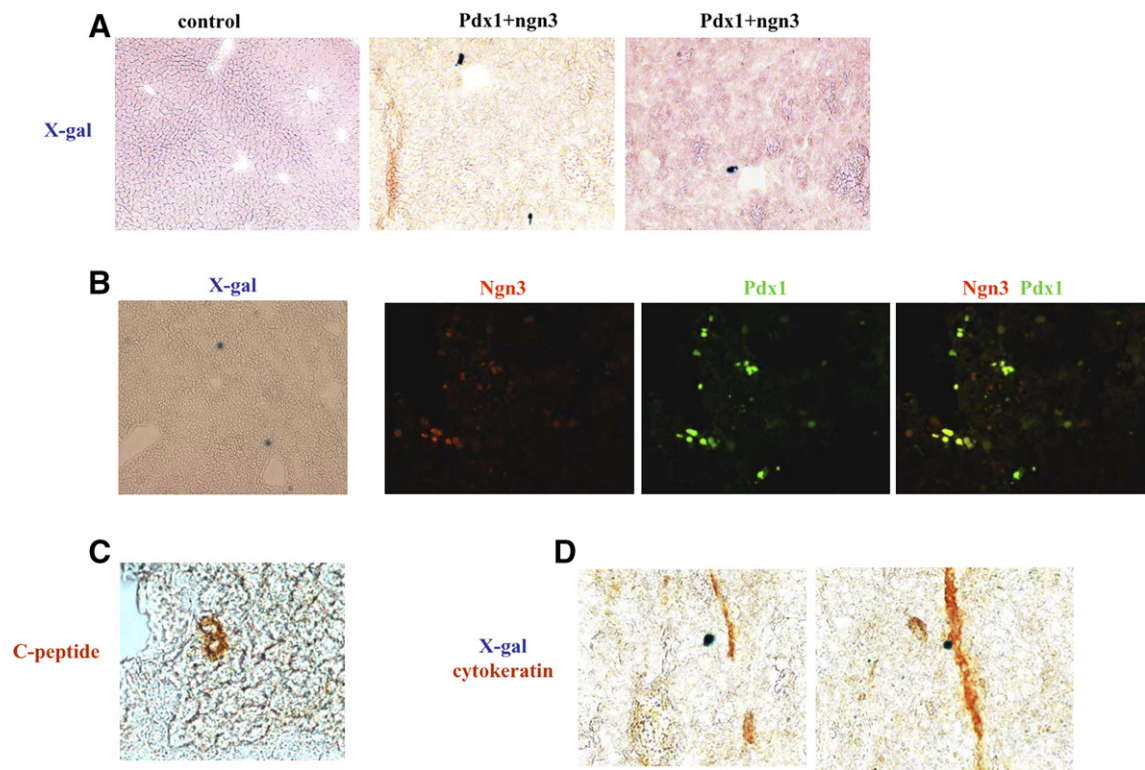 A
control
Pdx1+ngn3
Pdx1+ngn3
X-gal
B
X-gal
Ngn3
Pdx1
Ngn3 Pdx1
C
C-peptide
D
X-gal
cytokeratin